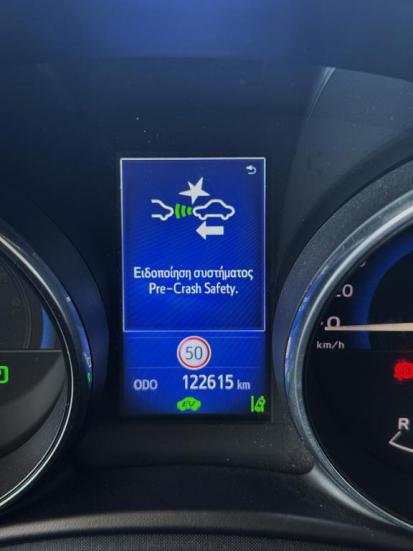 Ειδοποίηση συστήματος
Pre-Crash Safety.
50
ODO 122615 km
EV
km/h
R